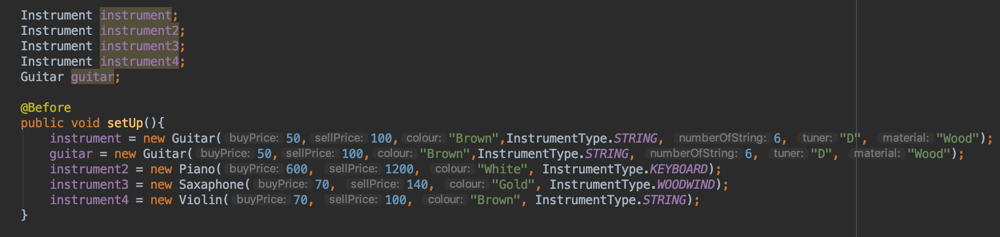 Instrument instrument;
Instrument instrument2;
Instrument instrument3;
Instrument instrument4;
Guitar guitar;
@Before
public void setUp(){
instrument = new Guitar( buyPrice: 50, sellPrice: 100, colour: "Brown",InstrumentType.STRING, numberOfString: 6, tuner: "D", material: "Wood");
guitar = new Guitar( buyPrice: 50, sellPrice: 100, colour: "Brown",InstrumentType.STRING, numberOfString: 6, tuner: "D", material: "Wood");
instrument2 = new Piano( buyPrice: 600, sellPrice: 1200, colour: "White", InstrumentType.KEYBOARD);
instrument3 = new Saxaphone( buyPrice: 70, sellPrice: 140, colour: "Gold", InstrumentType.WOODWIND);
instrument4 = new Violin( buyPrice: 70, sellPrice: 100, colour: "Brown", InstrumentType.STRING);
}